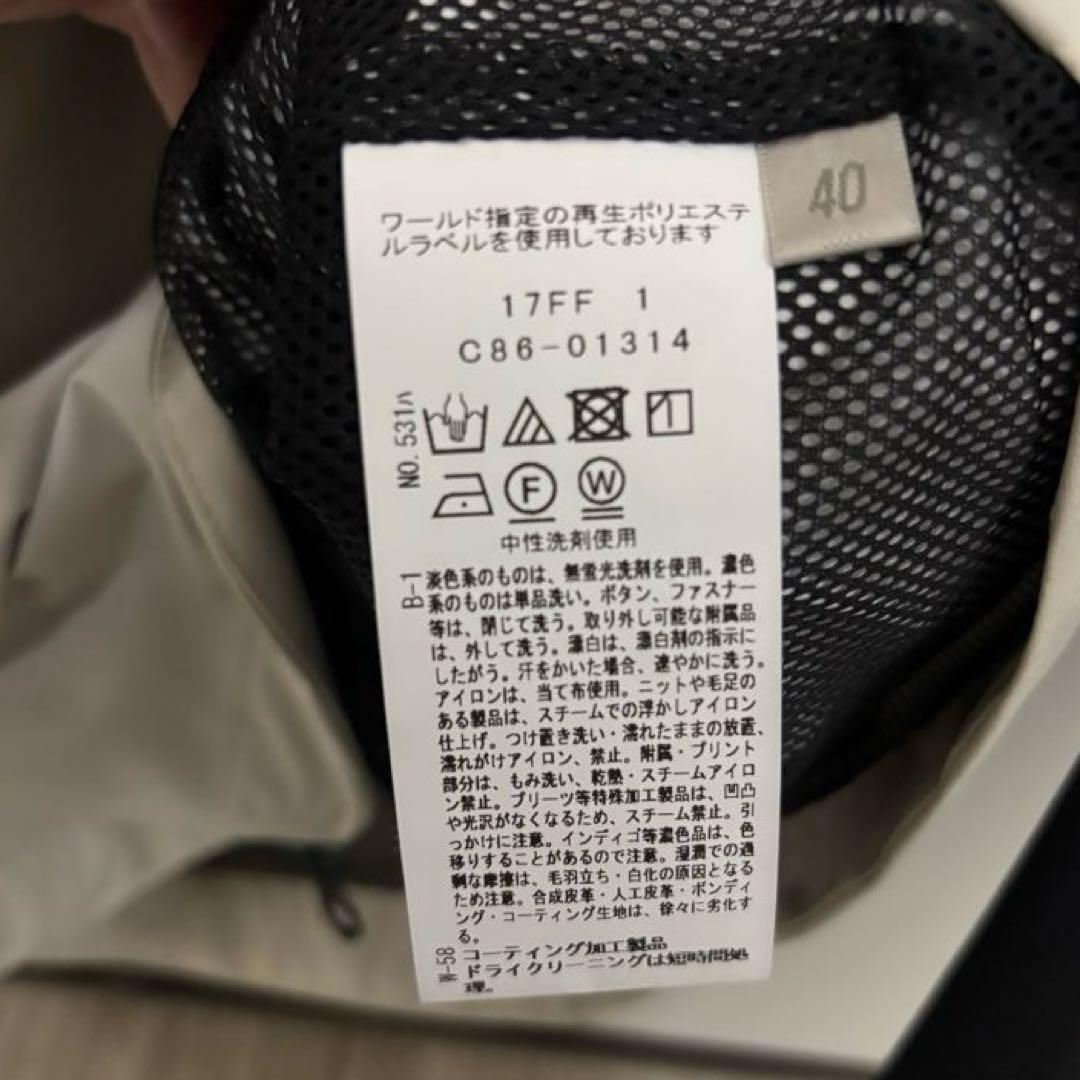 40
ワールド指定の再生ポリエステ
ルラベルを使用しております
17FF 1
C86-01314
NO. 531ハ
F W
中性洗剤使用
B-1
淡色系のものは、無蛍光洗剤を使用。濃色
系のものは単品洗い。ボタン、ファスナー
等は、閉じて洗う。取り外し可能な附属品
は、外して洗う。漂白は、漂白剤の指示に
したがう。汗をかいた場合、速やかに洗う。
アイロンは、当て布使用。ニットや毛足の
ある製品は、スチームでの浮かしアイロン
仕上げ。つけ置き洗い・濡れたままの放置、
濡れがけアイロン、禁止。附属・プリント
部分は、もみ洗い、乾熱・スチームアイロ
ン禁止。プリーツ等特殊加工製品は、凹凸
や光沢がなくなるため、スチーム禁止。引
っかけに注意。インディゴ等濃色品は、色
移りすることがあるので注意。湿潤での過
剰な摩擦は、毛羽立ち・白化の原因となる
ため注意。合成皮革・人工皮革・ボンディ
ング・コーティング生地は、徐々に劣化す
る。
W-58
コーティング加工製品
ドライクリーニングは短時間処
理。